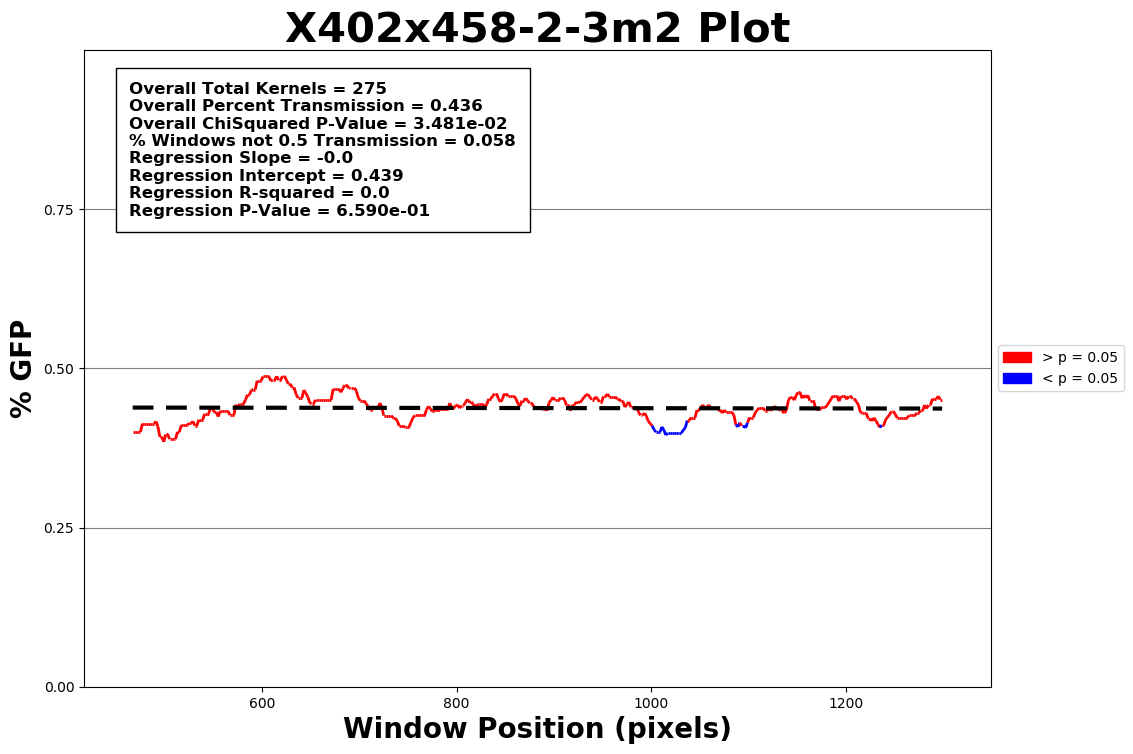 X402x458-2-3m2 Plot
Overall Total Kernels = 275
Overall Percent Transmission = 0.436
Overall ChiSquared P-Value = 3.481e-02
% Windows not 0.5 Transmission = 0.058
Regression Slope = -0.0
Regression Intercept = 0.439
Regression R-squared = 0.0
Regression P-Value = 6.590e-01
0.75
0.50
0.25
0.00
% GFP
> p = 0.05
< p = 0.05
600
800
1000
1200
Window Position (pixels)